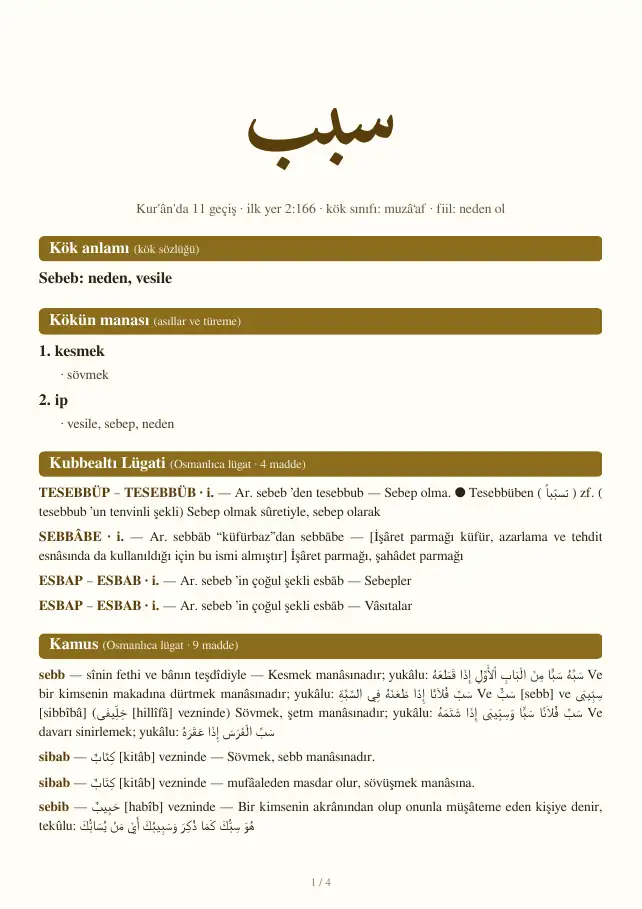 سبب
Kur'ân'da 11 geçiş · ilk yer 2:166 · kök sınıfı: muzâ'af · fiil: neden ol
Kök anlamı (kök sözlüğü)
Sebeb: neden, vesile
Kökün manası (asıllar ve türeme)
1. kesmek
· sövmek
2. ip
· vesile, sebep, neden
Kubbealtı Lügati (Osmanlıca lügat · 4 madde)
TESEBBÜP – TESEBBÜB · i. — Ar. sebeb 'den tesebbub — Sebep olma. ● Tesebbüben ( تسبّباً ) zf. (
tesebbub 'un tenvinli şekli) Sebep olmak sûretiyle, sebep olarak
SEBBÂBE · i. — Ar. sebbāb “küfürbaz”dan sebbābe — [İşâret parmağı küfür, azarlama ve tehdit
esnâsında da kullanıldığı için bu ismi almıştır] İşâret parmağı, şahâdet parmağı
ESBAP – ESBAB · i. — Ar. sebeb 'in çoğul şekli esbāb — Sebepler
ESBAP – ESBAB · i. — Ar. sebeb 'in çoğul şekli esbāb — Vâsıtalar
Kamus (Osmanlıca lügat · 9 madde)
sebb — sînin fethi ve bânın teşdîdiyle — Kesmek manâsınadır; yukâlu: سَبَّهُ سَبًّا مِنَ الْبَابِ الْأَوَّلِ إِذَا قَطَعَهُ Ve
bir kimsenin makadına dürtmek manâsınadır; yukâlu: سَبَّ فُلَانًا إِذَا طَعَنَهُ فِي السَّبَّةِ Ve سَبٌّ [sebb] ve سِبِّيبَى
[sibbîbâ] (خِلِّيفَى [hillîfâ] vezninde) Sövmek, şetm manâsınadır; yukâlu: سَبَّ فُلَانًا سَبًّا وَسِبِّيبَى إِذَا شَتَمَهُ Ve
davarı sinirlemek; yukâlu: سَبَّ الْفَرَسَ إِذَا عَقَرَهُ
sibab — كِتَابٌ [kitâb] vezninde — Sövmek, sebb manâsınadır.
sibab — كِتَابٌ [kitâb] vezninde — mufâaleden masdar olur, sövüşmek manâsına.
sebib — حَبِيبٌ [habîb] vezninde — Bir kimsenin akrânından olup onunla müşâteme eden kişiye denir,
tekûlu: هُوَ سِبُّكَ كَمَا ذُكِرَ وَسَبِيبُكَ أَيْ مَنْ يُسَابُّكَ
1 / 4